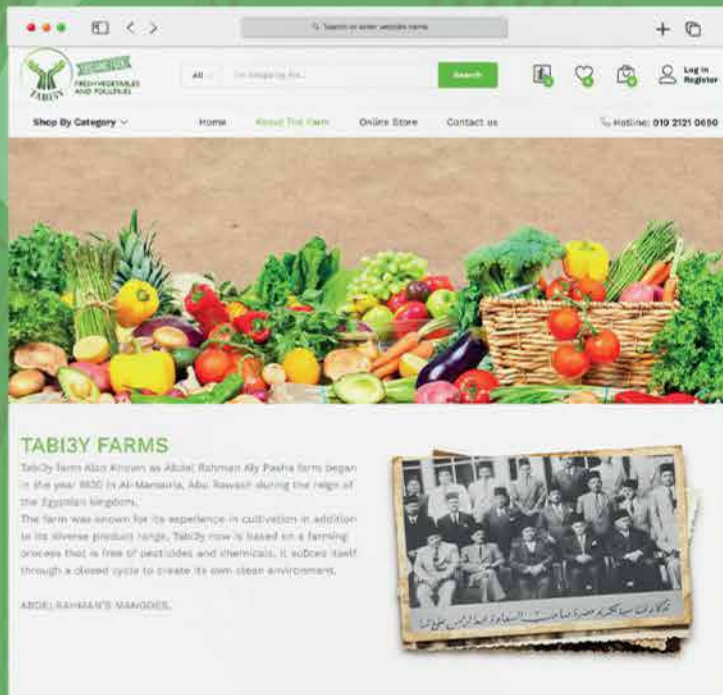 Search or enter website name
TABI3Y
FRESH VEGETABLES
All
I'm shopping for...
Search
Log in
Register
Shop By Category
Home
About The Farm
Online Store
Contact us
Hotline: 010 2121 0690
TABI3Y FARMS
Tabi3y farm Also Known as Abdel Rahman Aly Pasha farm began
in the year in Al-Mansuria, Abu Rawash during the reign of
the Egyptian kingdom.
The farm was known for its experience in cultivation in addition
to its diverse product range, Tabi3y now is based on a farming
process that is free of pesticides and chemicals. It itself
through a closed cycle to create its own clean environment.
ABDEL RAHMAN'S MANGOES.